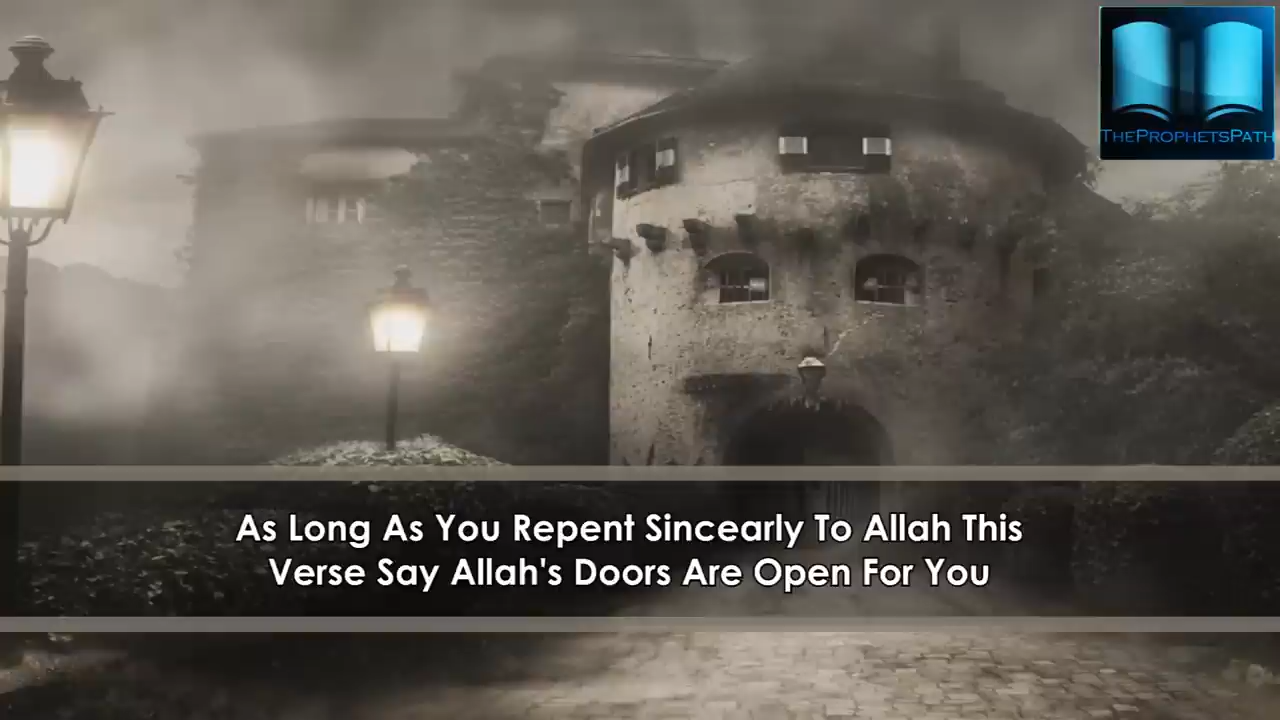 TheProphetsPath
As Long As You Repent Sincearly To Allah This
Verse Say Allah's Doors Are Open For You